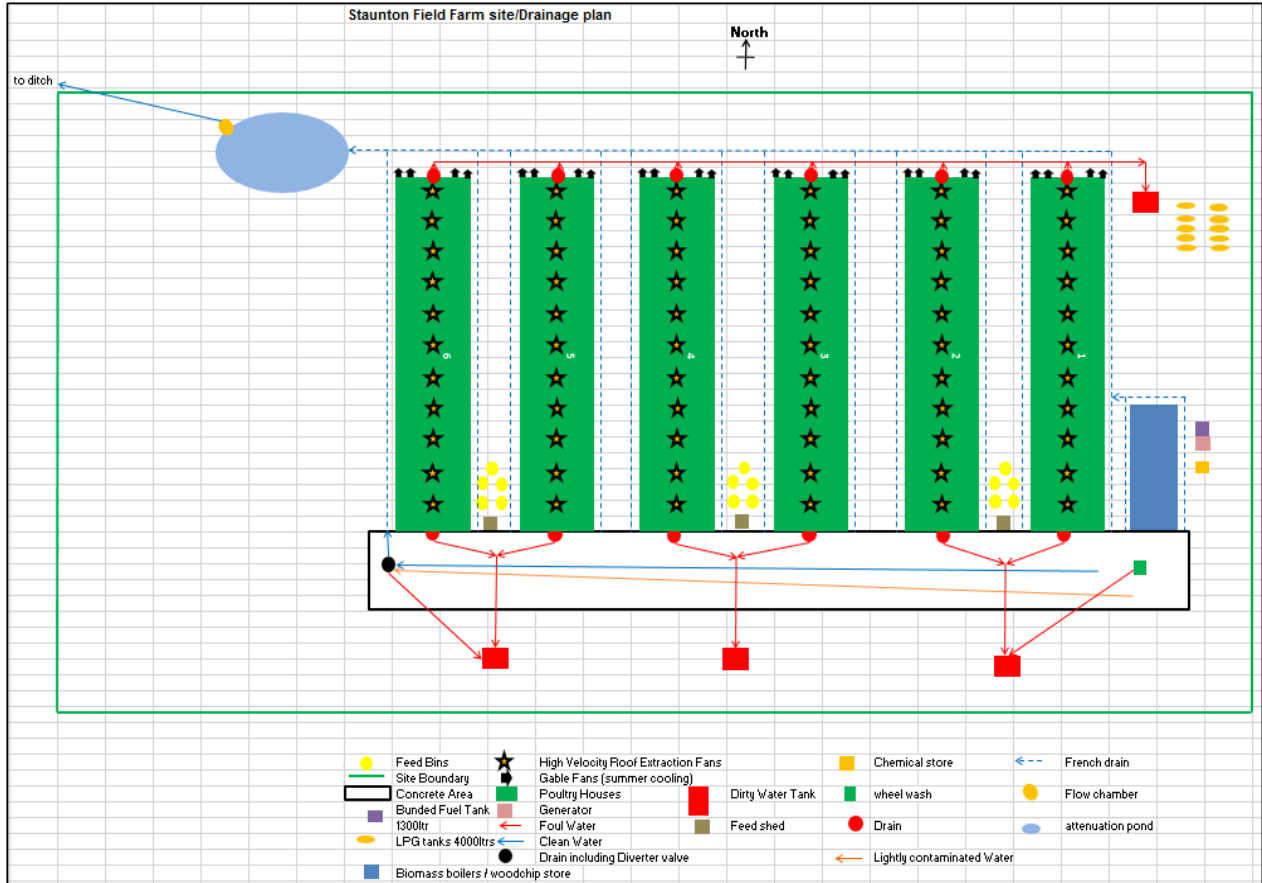 Staunton Field Farm site/Drainage plan
North
to ditch
6
5
4
3
2
1
Feed Bins
High Velocity Roof Extraction Fans
Chemical store
French drain
Site Boundary
Gable Fans (summer cooling)
Concrete Area
Poultry Houses
Dirty Water Tank
wheel wash
Flow chamber
Bunded Fuel Tank
1300ltr
Generator
Foul Water
Feed shed
Drain
attenuation pond
LPG tanks 4000ltrs
Clean Water
Drain including Diverter valve
Lightly contaminated Water
Biomass boilers / woodchip store